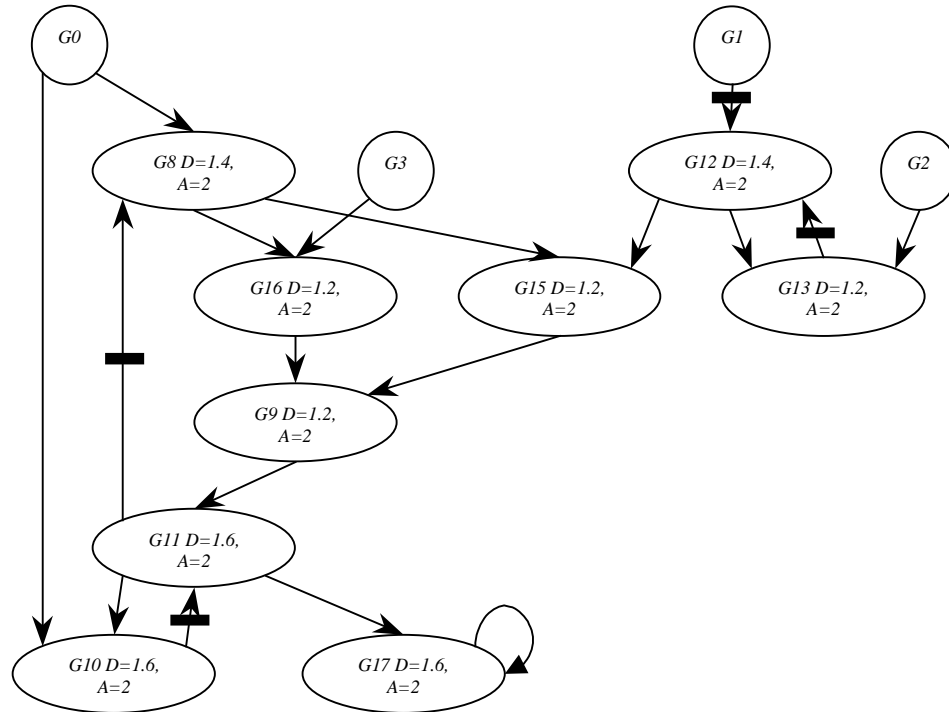 G0
G1
G8 D=1.4,
A=2
G3
G12 D=1.4,
A=2
G2
G16 D=1.2,
A=2
G15 D=1.2,
A=2
G13 D=1.2,
A=2
G9 D=1.2,
A=2
G11 D=1.6,
A=2
G10 D=1.6,
A=2
G17 D=1.6,
A=2